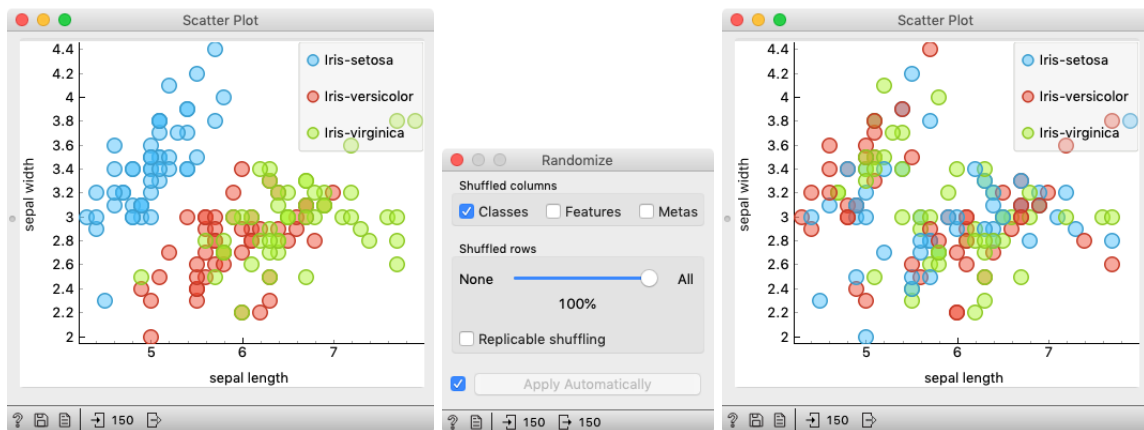 Scatter Plot
4.4
4.2
4
3.8
3.6
3.4
3.2
3
2.8
2.6
2.4
2.2
2
sepal width
Iris-setosa
Iris-versicolor
Iris-virginica
5 6 7
sepal length
? 150
Randomize
Shuffled columns
Classes Features Metas
Shuffled rows
None All
100%
Replicable shuffling
Apply Automatically
? 150 150
Scatter Plot
4.4
4.2
4
3.8
3.6
3.4
3.2
3
2.8
2.6
2.4
2.2
2
sepal width
Iris-setosa
Iris-versicolor
Iris-virginica
5 6 7
sepal length
? 150